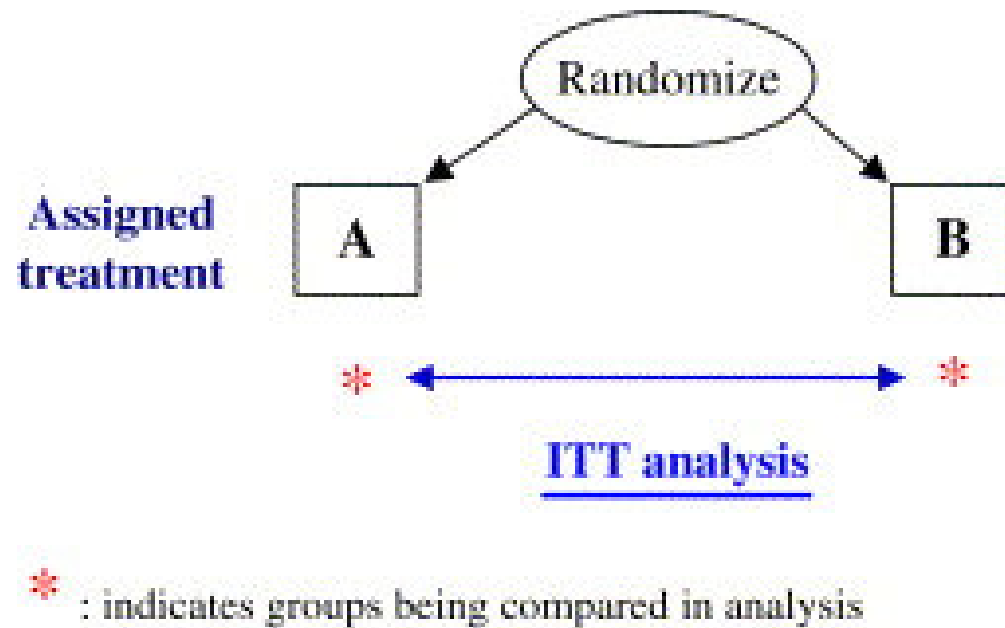 Randomize
Assigned
treatment
A
B
* *
ITT analysis
* : indicates groups being compared in analysis